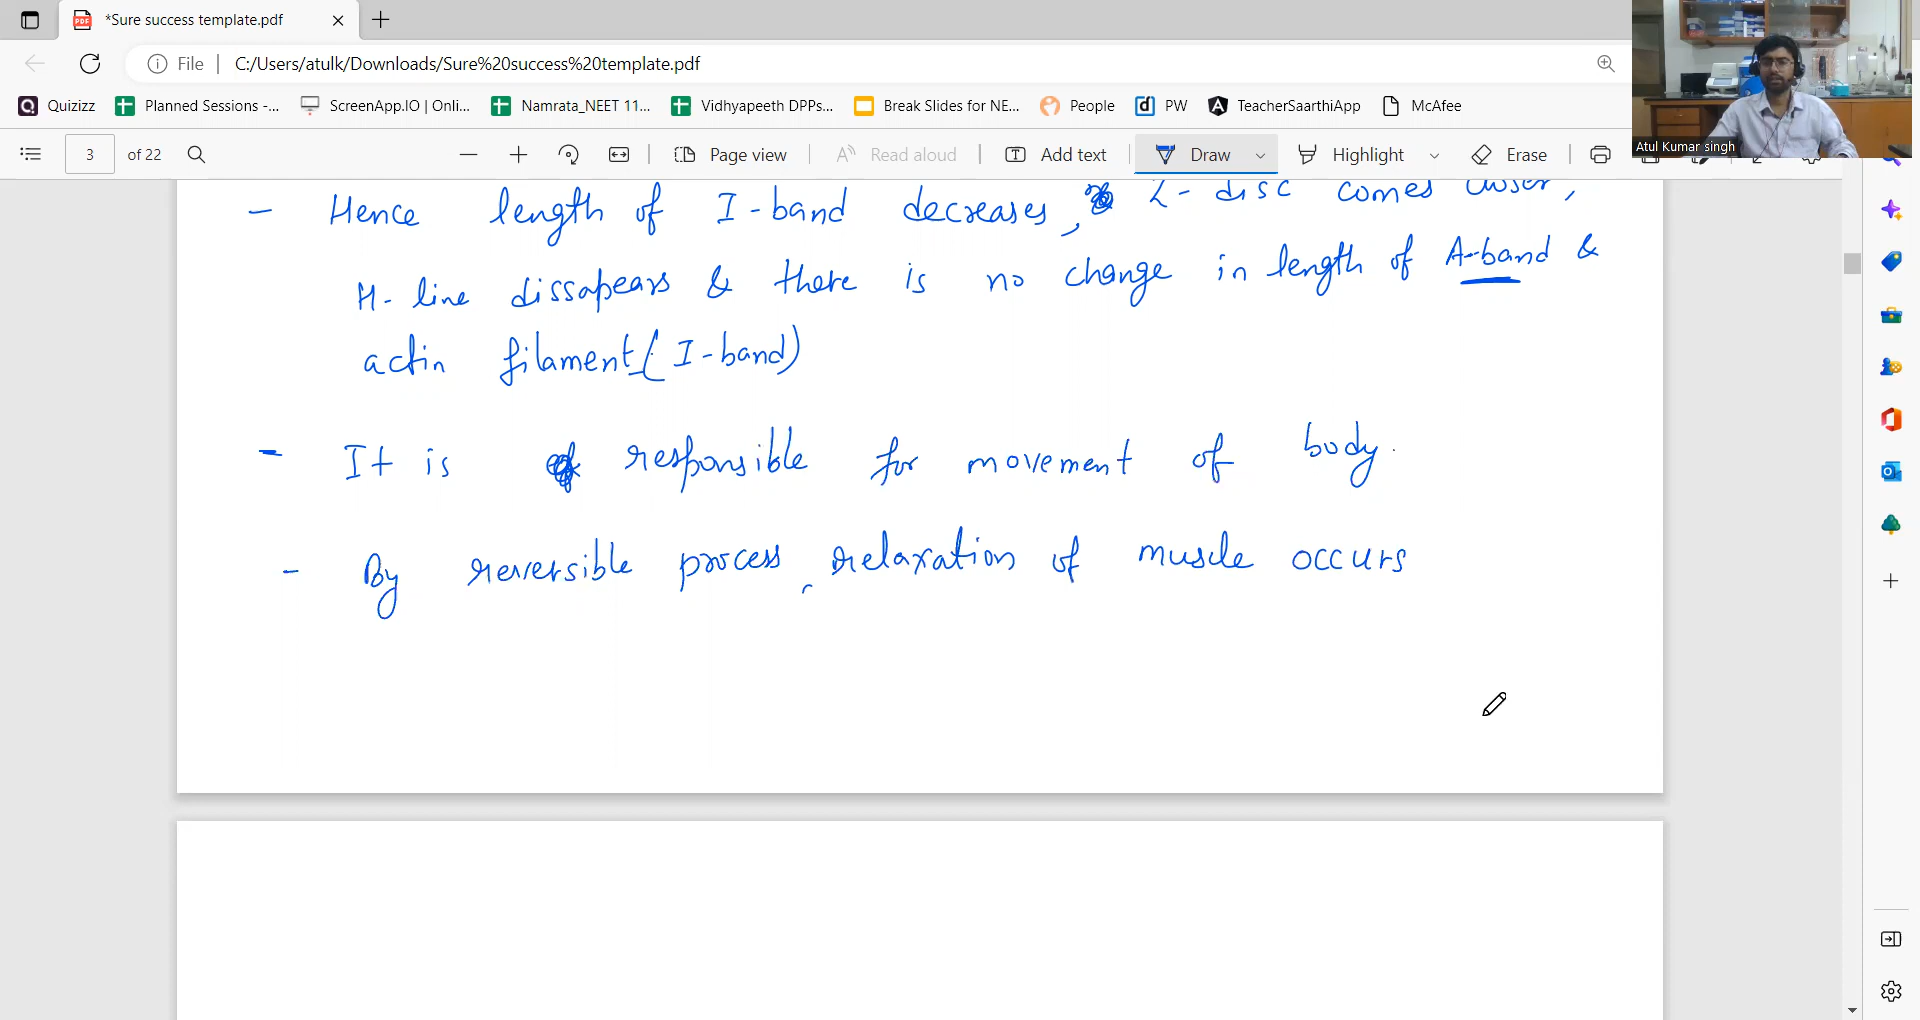 *Sure success template.pdf
File | C:/Users/atulk/Downloads/Sure%20success%20template.pdf
Quizizz Planned Sessions -... ScreenApp.IO | Onli... Namrata_NEET 11... Vidhyapeeth DPPs... Break Slides for NE... People PW TeacherSaarthiApp McAfee
3 of 22 Page view Read aloud Add text Draw Highlight Erase
Atul Kumar singh
- Hence length of I-band decreases, Z-disc comes closer,
H-line dissapears & there is no change in length of A-band &
actin filament (I-band)
- It is responsible for movement of body.
- By reversible process, relaxation of muscle occurs